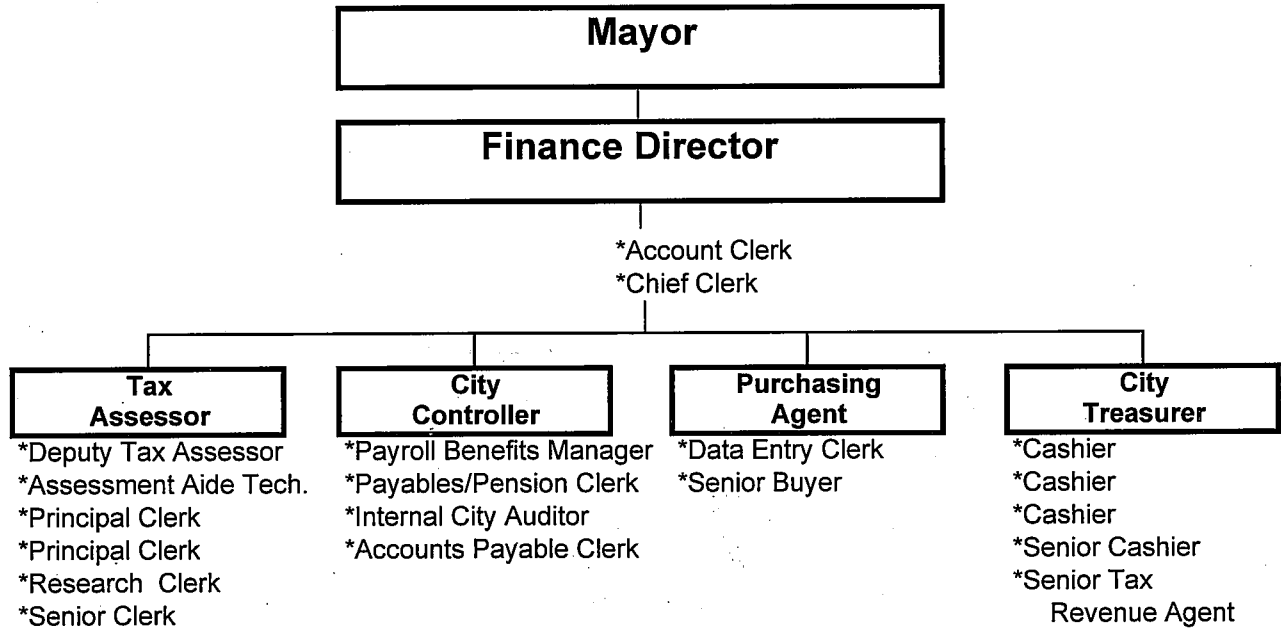 Mayor
Finance Director
*Account Clerk
*Chief Clerk
Tax
Assessor
*Deputy Tax Assessor
*Assessment Aide Tech.
*Principal Clerk
*Principal Clerk
*Research Clerk
*Senior Clerk
City
Controller
*Payroll Benefits Manager
*Payables/Pension Clerk
*Internal City Auditor
*Accounts Payable Clerk
Purchasing
Agent
*Data Entry Clerk
*Senior Buyer
City
Treasurer
*Cashier
*Cashier
*Cashier
*Senior Cashier
*Senior Tax
Revenue Agent